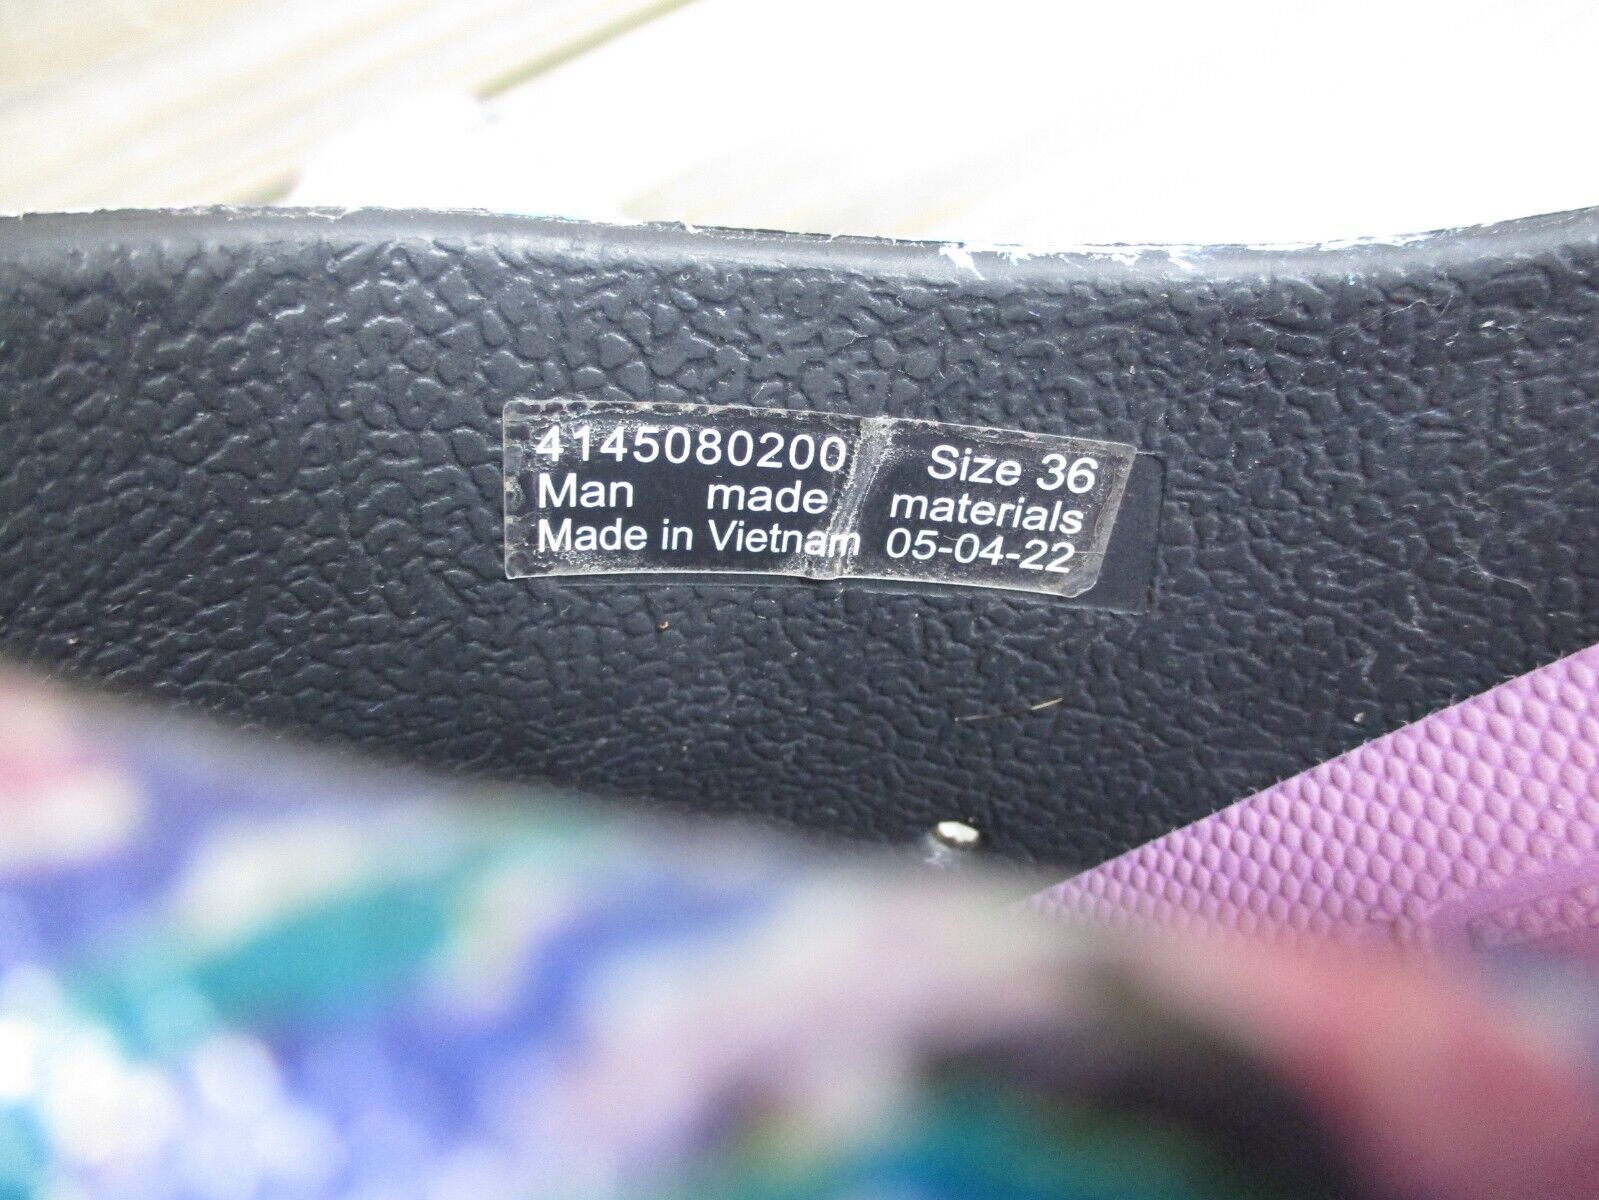 4145080200 Size 36
Man made materials
Made in Vietnam 05-04-22